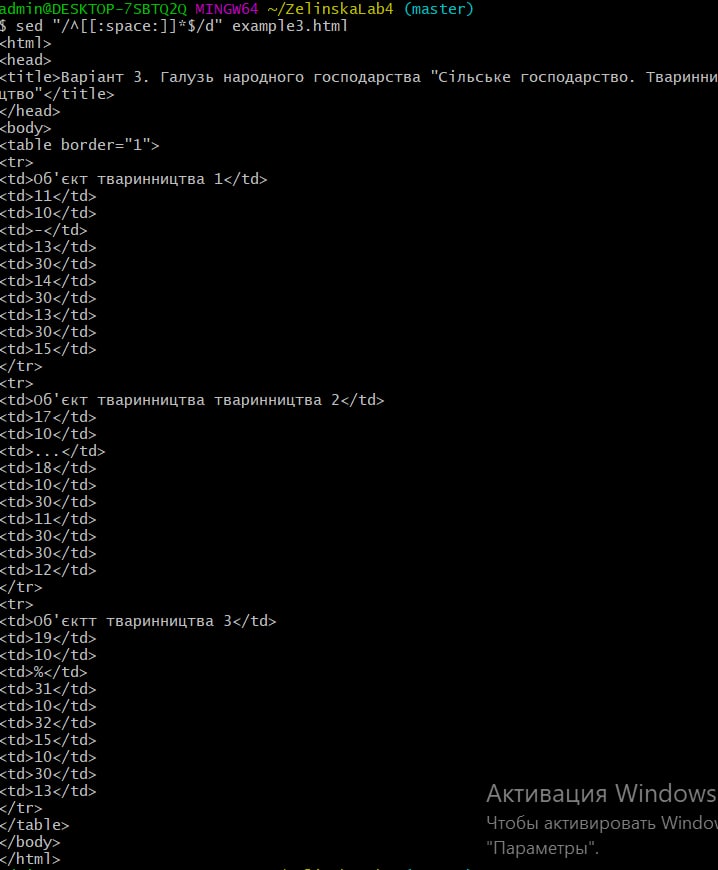 admin@DESKTOP-7SBTQ2Q MINGW64 ~/ZelinskaLab4 (master)
$ sed "/^[[:space:]]*$/d" example3.html
<html>
<head>
<title>Варіант 3. Галузь народного господарства "Сільське господарство. Тваринни
цтво"</title>
</head>
<body>
<table border="1">
<tr>
<td>Об'єкт тваринництва 1</td>
<td>11</td>
<td>10</td>
<td>-</td>
<td>13</td>
<td>30</td>
<td>14</td>
<td>30</td>
<td>13</td>
<td>30</td>
<td>15</td>
</tr>
<tr>
<td>Об'єкт тваринництва тваринництва 2</td>
<td>17</td>
<td>10</td>
<td>...</td>
<td>18</td>
<td>10</td>
<td>30</td>
<td>11</td>
<td>30</td>
<td>30</td>
<td>12</td>
</tr>
<tr>
<td>Об'єктт тваринництва 3</td>
<td>19</td>
<td>10</td>
<td>%</td>
<td>31</td>
<td>10</td>
<td>32</td>
<td>15</td>
<td>10</td>
<td>30</td>
<td>13</td>
</tr>
</table>
</body>
</html>
Активация Windows
Чтобы активировать Windov
"Параметры".